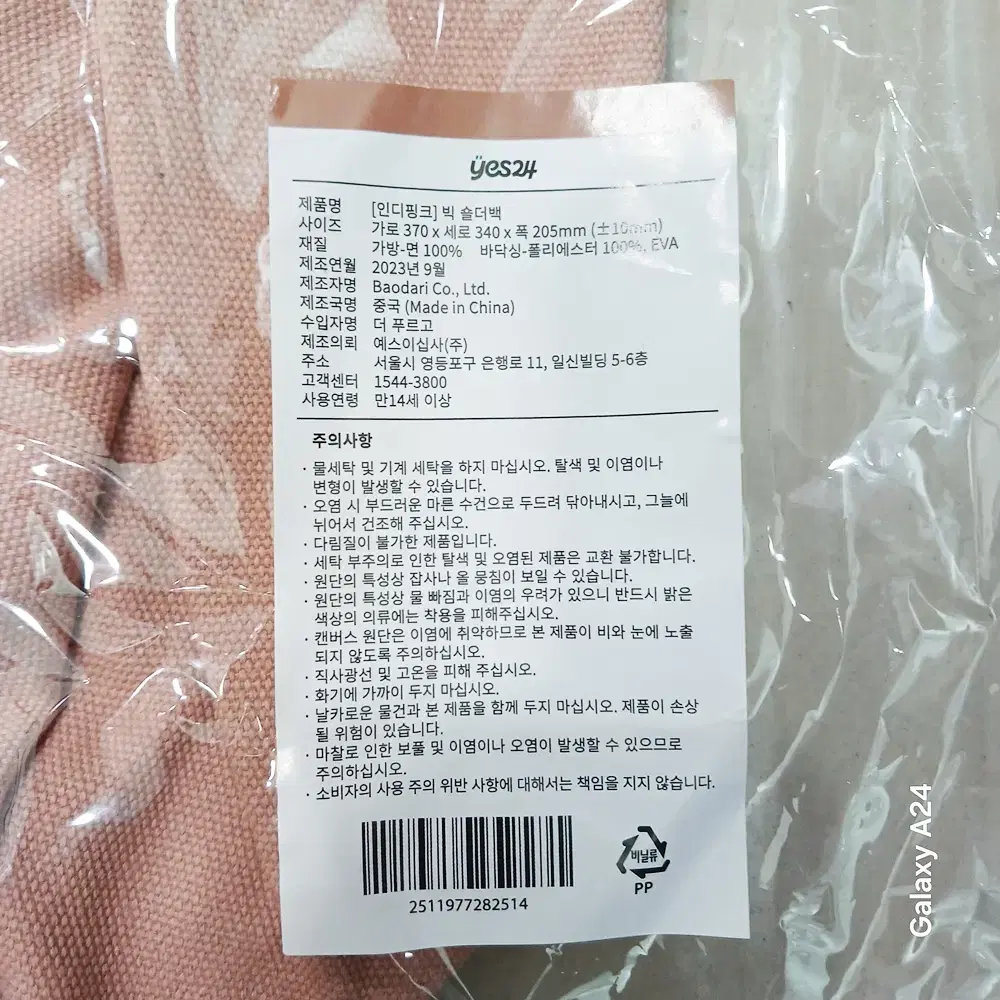 yes24
제품명 [인디핑크] 빅 숄더백
사이즈 가로 370 x 세로 340 x 폭 205mm (±10mm)
재질 가방-면 100% 바닥싱-폴리에스터 100%, EVA
제조연월 2023년 9월
제조자명 Baodari Co., Ltd.
제조국명 중국 (Made in China)
수입자명 더 푸르고
제조의뢰 예스이십사(주)
주소 서울시 영등포구 은행로 11, 일신빌딩 5-6층
고객센터 1544-3800
사용연령 만14세 이상
주의사항
· 물세탁 및 기계 세탁을 하지 마십시오. 탈색 및 이염이나
변형이 발생할 수 있습니다.
· 오염 시 부드러운 마른 수건으로 두드려 닦아내시고, 그늘에
뉘어서 건조해 주십시오.
· 다림질이 불가한 제품입니다.
· 세탁 부주의로 인한 탈색 및 오염된 제품은 교환 불가합니다.
· 원단의 특성상 잡사나 올 뭉침이 보일 수 있습니다.
· 원단의 특성상 물 빠짐과 이염의 우려가 있으니 반드시 밝은
색상의 의류에는 착용을 피해주십시오.
· 캔버스 원단은 이염에 취약하므로 본 제품이 비와 눈에 노출
되지 않도록 주의하십시오.
· 직사광선 및 고온을 피해 주십시오.
· 화기에 가까이 두지 마십시오.
· 날카로운 물건과 본 제품을 함께 두지 마십시오. 제품이 손상
될 위험이 있습니다.
· 마찰로 인한 보풀 및 이염이나 오염이 발생할 수 있으므로
주의하십시오.
· 소비자의 사용 주의 위반 사항에 대해서는 책임을 지지 않습니다.
2511977282514
비닐류
PP
Galaxy A24